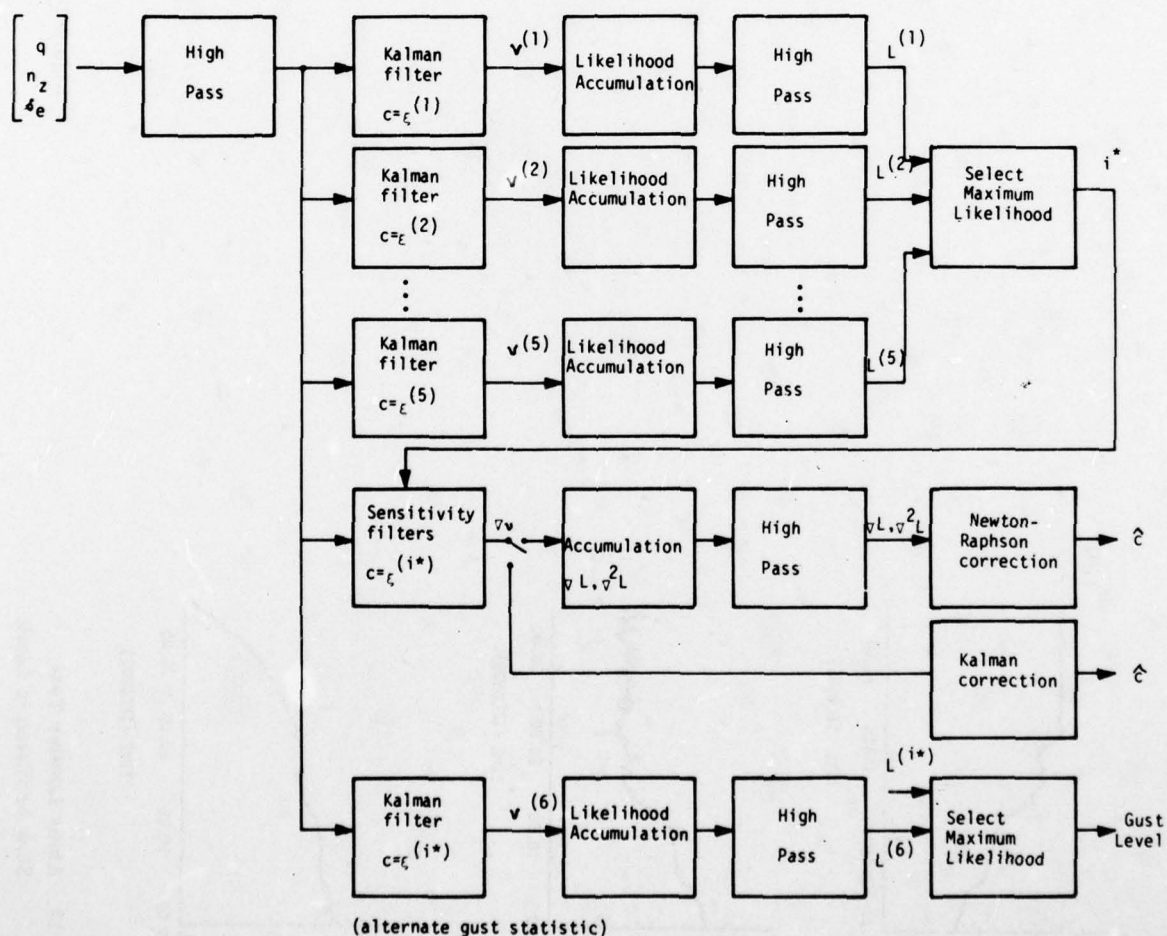 q
n_z
δ_e
High
Pass
Kalman
filter
c=ξ^(1)
ν^(1)
Likelihood
Accumulation
High
Pass
L^(1)
Kalman
filter
c=ξ^(2)
ν^(2)
Likelihood
Accumulation
High
Pass
L^(2)
Select
Maximum
Likelihood
i*
Kalman
filter
c=ξ^(5)
ν^(5)
Likelihood
Accumulation
High
Pass
L^(5)
Sensitivity
filters
c=ξ^(i*)
∇ν
Accumulation
∇L,∇²L
High
Pass
∇L,∇²L
Newton-
Raphson
correction
ĉ
Kalman
correction
ĉ
Kalman
filter
c=ξ^(i*)
ν^(6)
Likelihood
Accumulation
High
Pass
L^(i*)
L^(6)
Select
Maximum
Likelihood
Gust
Level
(alternate gust statistic)